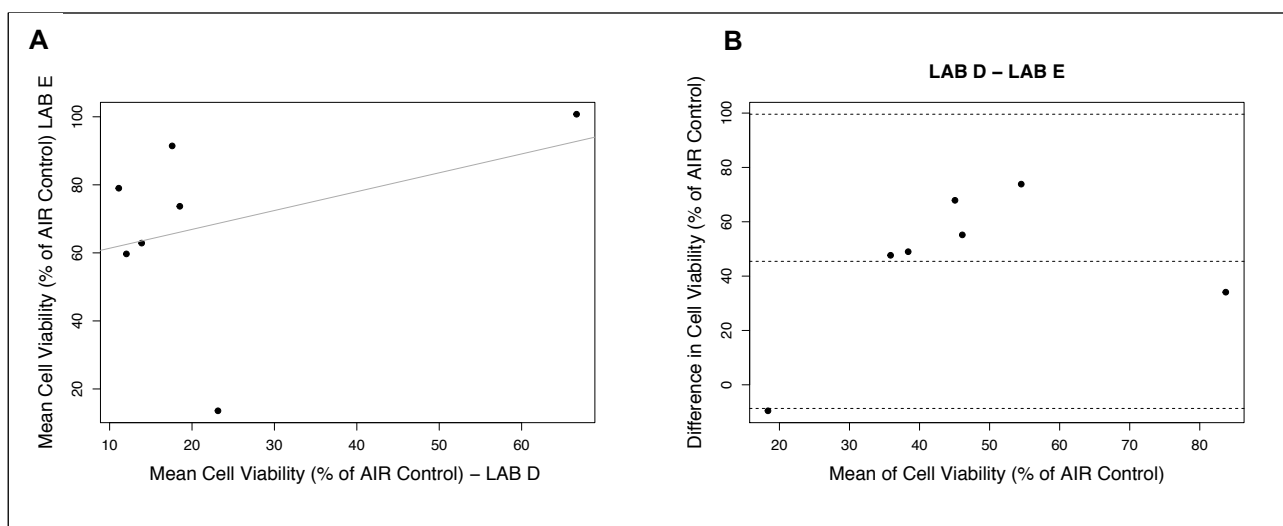 A
Mean Cell Viability (% of AIR Control) LAB E
100
80
60
40
20
10 20 30 40 50 60
Mean Cell Viability (% of AIR Control) – LAB D
B
LAB D – LAB E
Difference in Cell Viability (% of AIR Control)
100
80
60
40
20
0
20 30 40 50 60 70 80
Mean of Cell Viability (% of AIR Control)